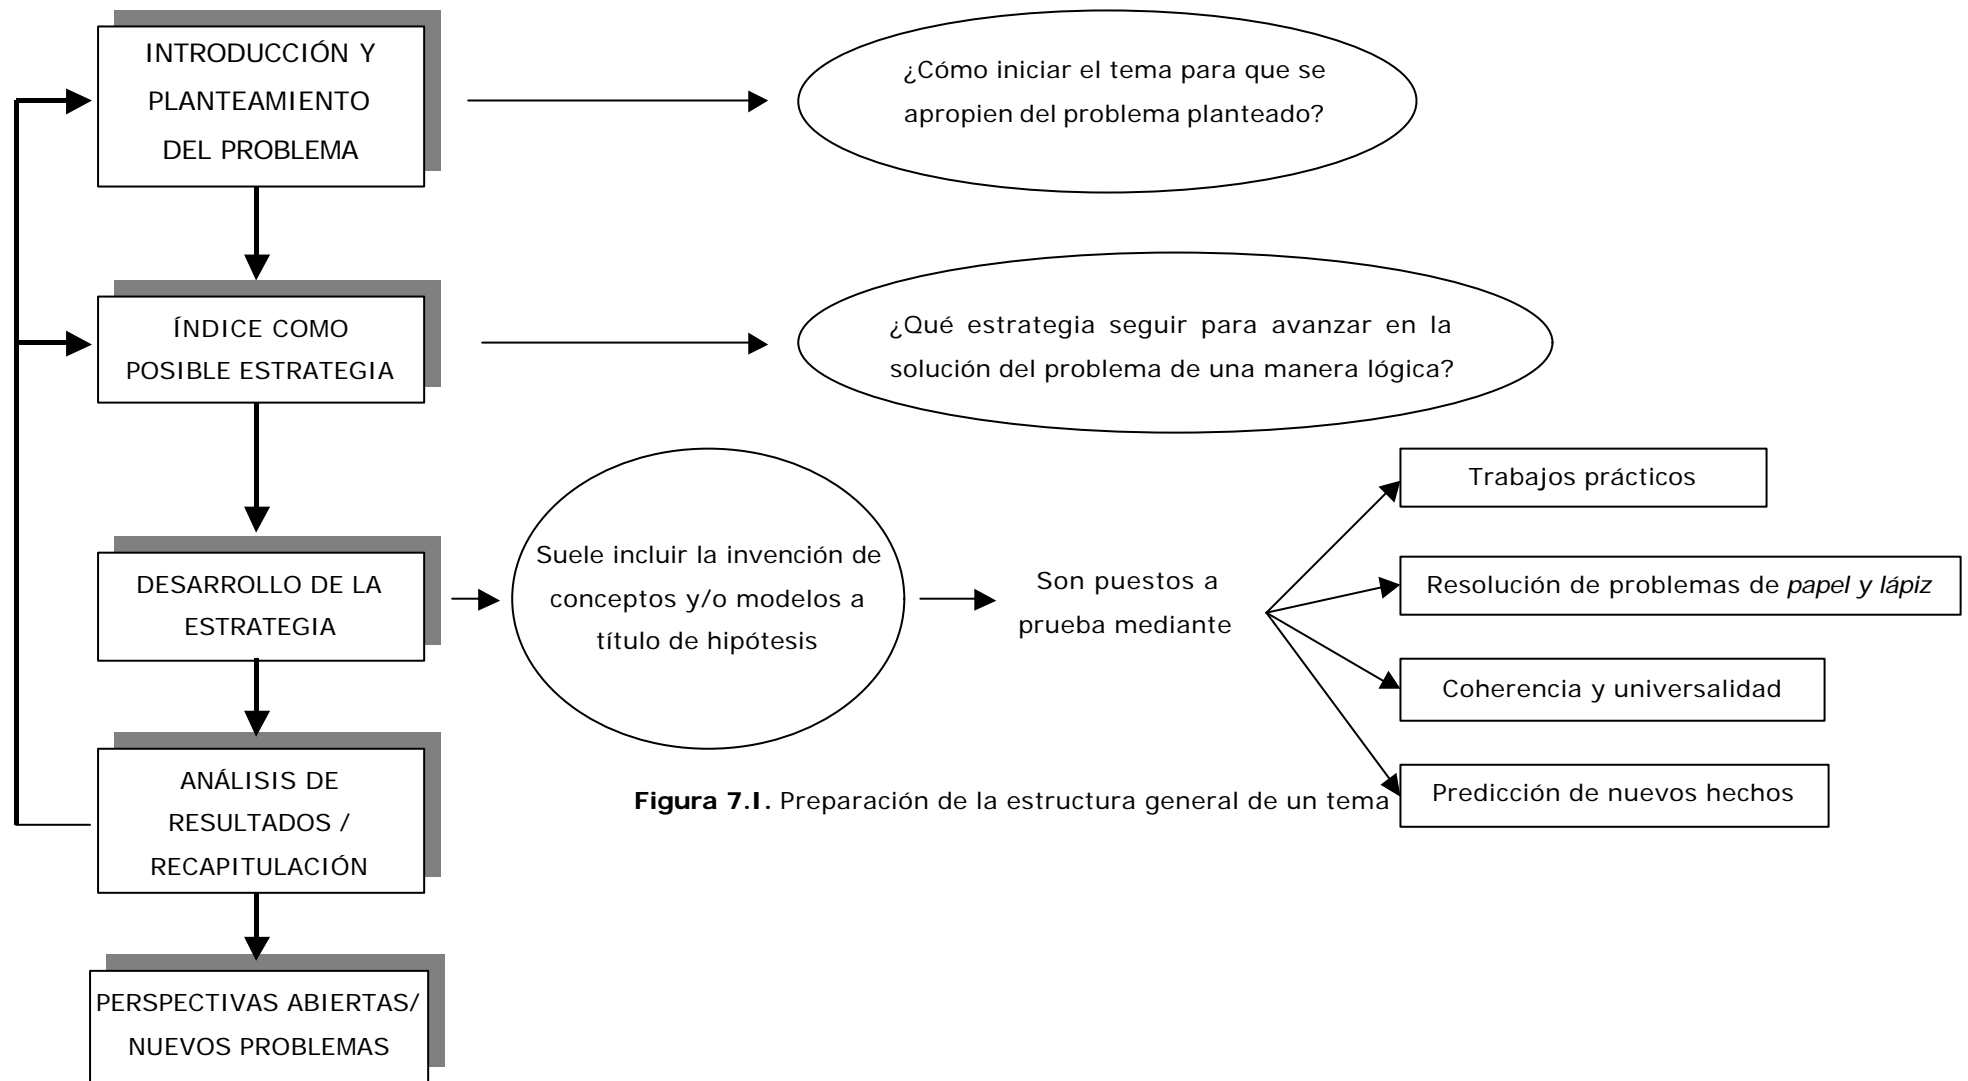 INTRODUCCIÓN Y
PLANTEAMIENTO
DEL PROBLEMA
¿Cómo iniciar el tema para que se
apropien del problema planteado?
ÍNDICE COMO
POSIBLE ESTRATEGIA
¿Qué estrategia seguir para avanzar en la
solución del problema de una manera lógica?
DESARROLLO DE LA
ESTRATEGIA
Suele incluir la invención de
conceptos y/o modelos a
título de hipótesis
Son puestos a
prueba mediante
Trabajos prácticos
Resolución de problemas de papel y lápiz
Coherencia y universalidad
Predicción de nuevos hechos
ANÁLISIS DE
RESULTADOS /
RECAPITULACIÓN
Figura 7.I. Preparación de la estructura general de un tema
PERSPECTIVAS ABIERTAS/
NUEVOS PROBLEMAS